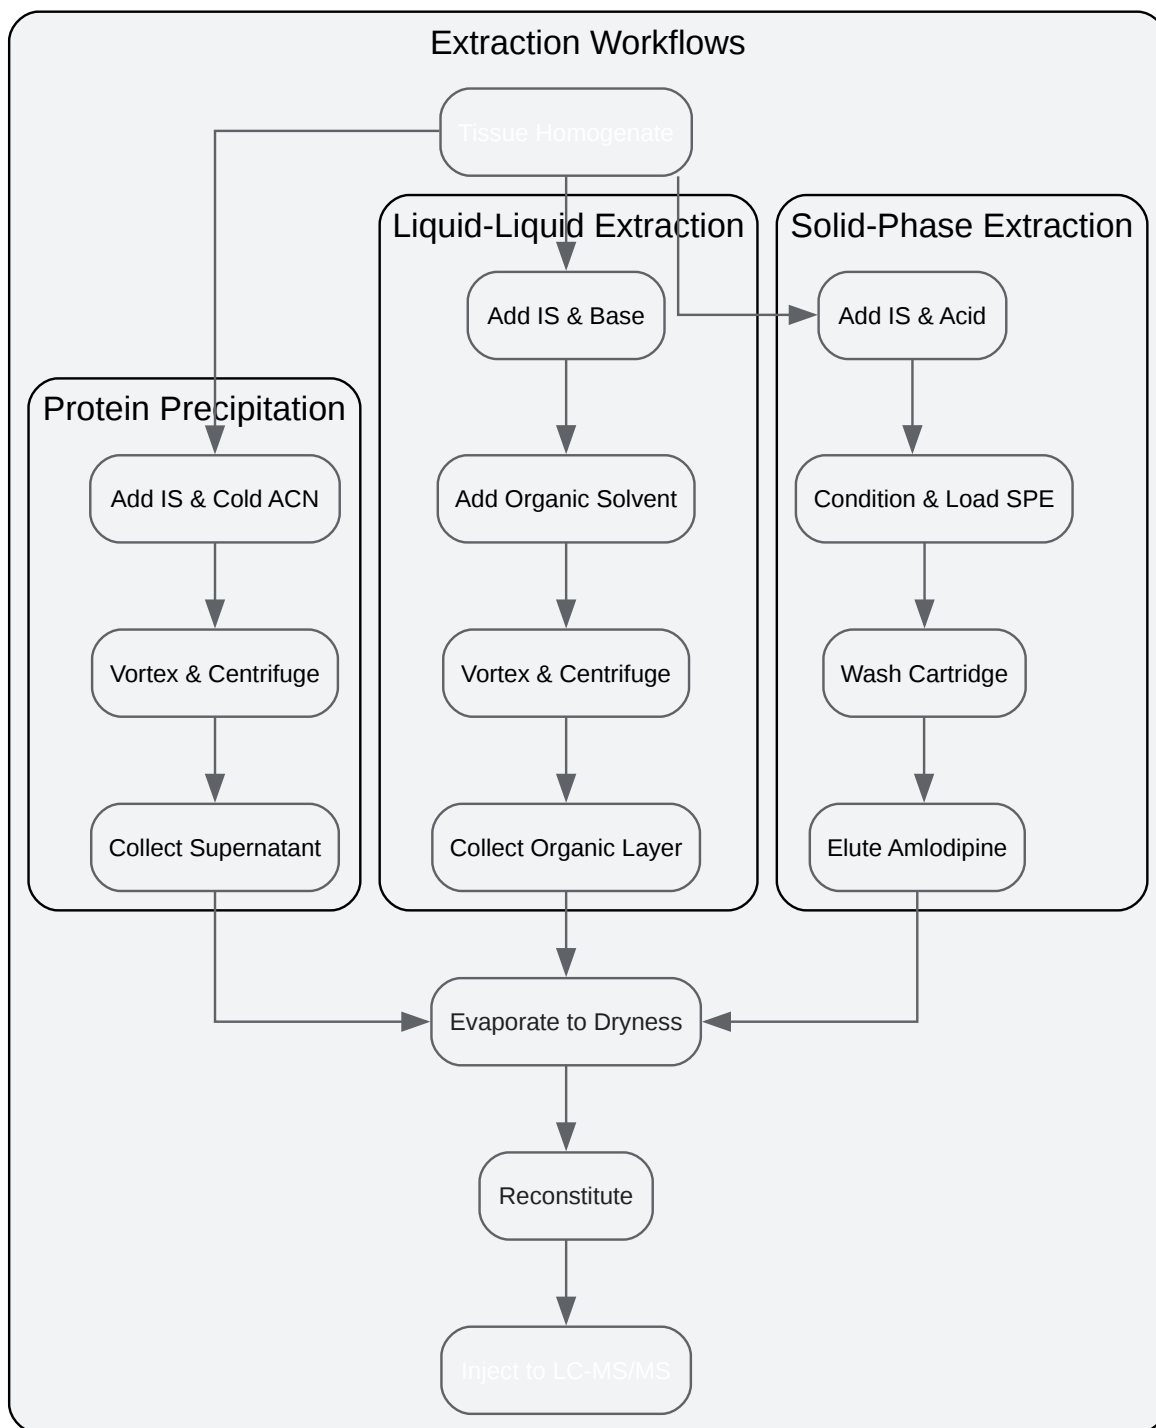 Extraction Workflows
Tissue Homogenate
Liquid-Liquid Extraction
Solid-Phase Extraction
Add IS & Base
Add IS & Acid
Protein Precipitation
Add IS & Cold ACN
Add Organic Solvent
Condition & Load SPE
Vortex & Centrifuge
Vortex & Centrifuge
Wash Cartridge
Collect Supernatant
Collect Organic Layer
Elute Amlodipine
Evaporate to Dryness
Reconstitute
Inject to LC-MS/MS